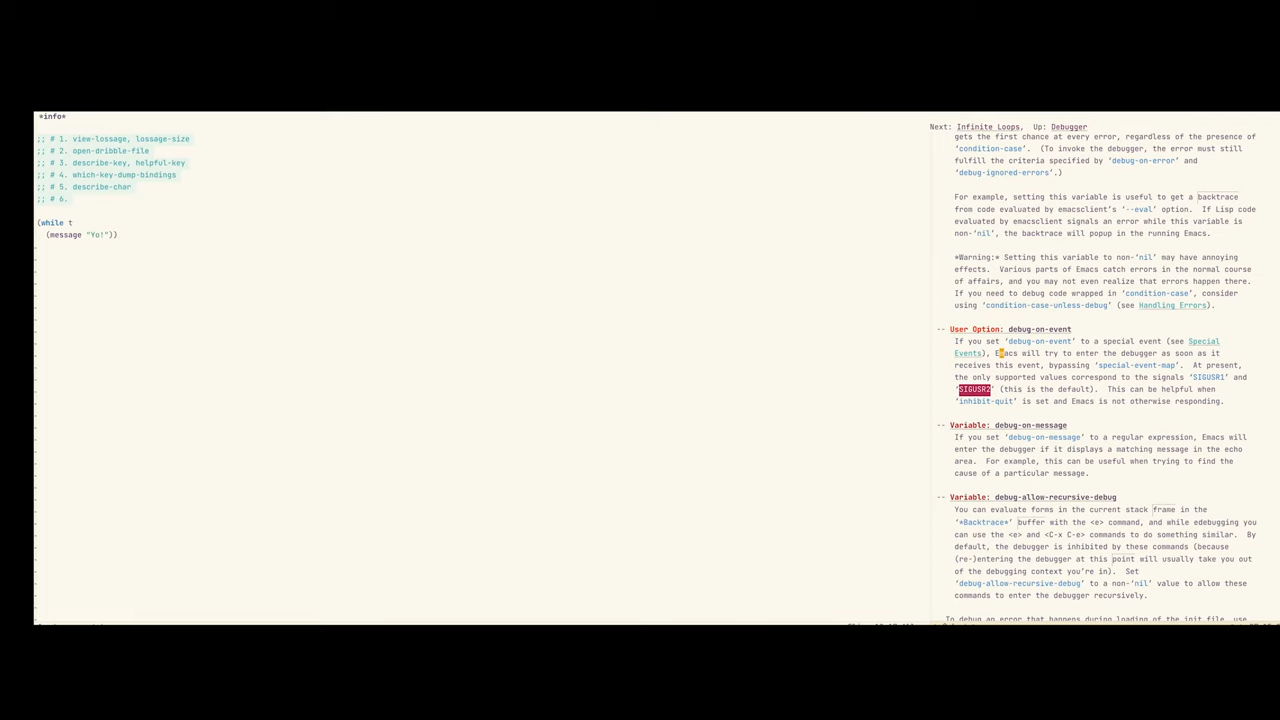 *info*
;; # 1. view-lossage, lossage-size
;; # 2. open-dribble-file
;; # 3. describe-key, helpful-key
;; # 4. which-key-dump-bindings
;; # 5. describe-char
;; # 6.
(while t
(message "Yo!"))
Next: Infinite Loops,  Up: Debugger
gets the first chance at every error, regardless of the presence of
‘condition-case’.  (To invoke the debugger, the error must still
fulfill the criteria specified by ‘debug-on-error’ and
‘debug-ignored-errors’.)
For example, setting this variable is useful to get a backtrace
from code evaluated by emacsclient’s ‘--eval’ option.  If Lisp code
evaluated by emacsclient signals an error while this variable is
non-‘nil’, the backtrace will popup in the running Emacs.
*Warning:* Setting this variable to non-‘nil’ may have annoying
effects.  Various parts of Emacs catch errors in the normal course
of affairs, and you may not even realize that errors happen there.
If you need to debug code wrapped in ‘condition-case’, consider
using ‘condition-case-unless-debug’ (see Handling Errors).
-- User Option: debug-on-event
If you set ‘debug-on-event’ to a special event (see Special
Events), Emacs will try to enter the debugger as soon as it
receives this event, bypassing ‘special-event-map’.  At present,
the only supported values correspond to the signals ‘SIGUSR1’ and
‘SIGUSR2’ (this is the default).  This can be helpful when
‘inhibit-quit’ is set and Emacs is not otherwise responding.
-- Variable: debug-on-message
If you set ‘debug-on-message’ to a regular expression, Emacs will
enter the debugger if it displays a matching message in the echo
area.  For example, this can be useful when trying to find the
cause of a particular message.
-- Variable: debug-allow-recursive-debug
You can evaluate forms in the current stack frame in the
‘*Backtrace*’ buffer with the <e> command, and while edebugging you
can use the <e> and <C-x C-e> commands to do something similar.  By
default, the debugger is inhibited by these commands (because
(re-)entering the debugger at this point will usually take you out
of the debugging context you’re in).  Set
‘debug-allow-recursive-debug’ to a non-‘nil’ value to allow these
commands to enter the debugger recursively.
To debug an error that happens during loading of the init file, use